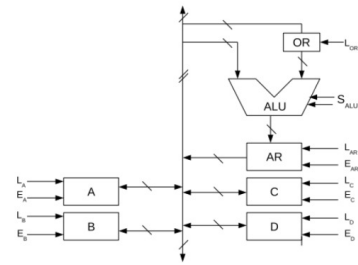 OR L_OR
ALU S_ALU
AR L_AR
E_AR
L_A E_A A C L_C E_C
L_B E_B B D L_D E_D